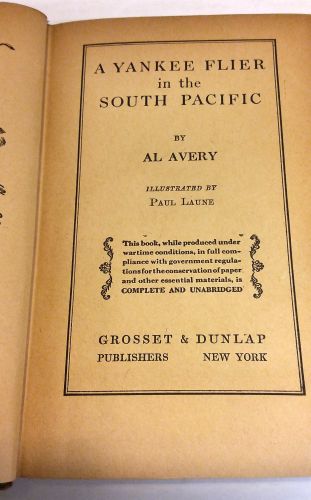 A YANKEE FLIER
in the
SOUTH PACIFIC
BY
AL AVERY
ILLUSTRATED BY
PAUL LAUNE
This book, while produced under
wartime conditions, in full com-
pliance with government regula-
tions for the conservation of paper
and other essential materials, is
COMPLETE AND UNABRIDGED
GROSSET & DUNLAP
PUBLISHERS NEW YORK